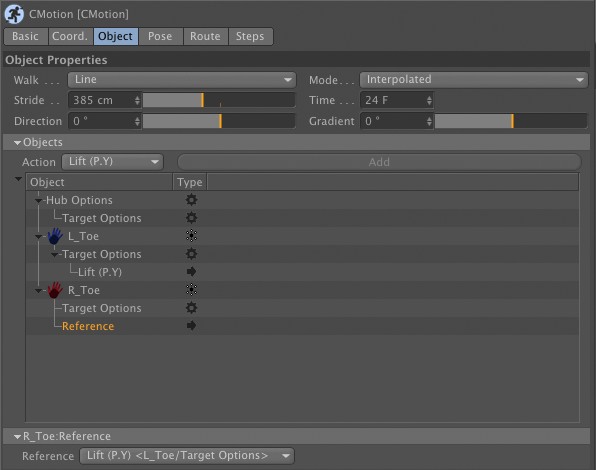 CMotion [CMotion]
Basic Coord. Object Pose Route Steps
Object Properties
Walk ... Line Mode... Interpolated
Stride .. 385 cm Time ... 24 F
Direction 0 ° Gradient 0 °
Objects
Action Lift (P.Y) Add
Object Type
Hub Options
Target Options
L_Toe
Target Options
Lift (P.Y)
R_Toe
Target Options
Reference
R_Toe:Reference
Reference Lift (P.Y) <L_Toe/Target Options>